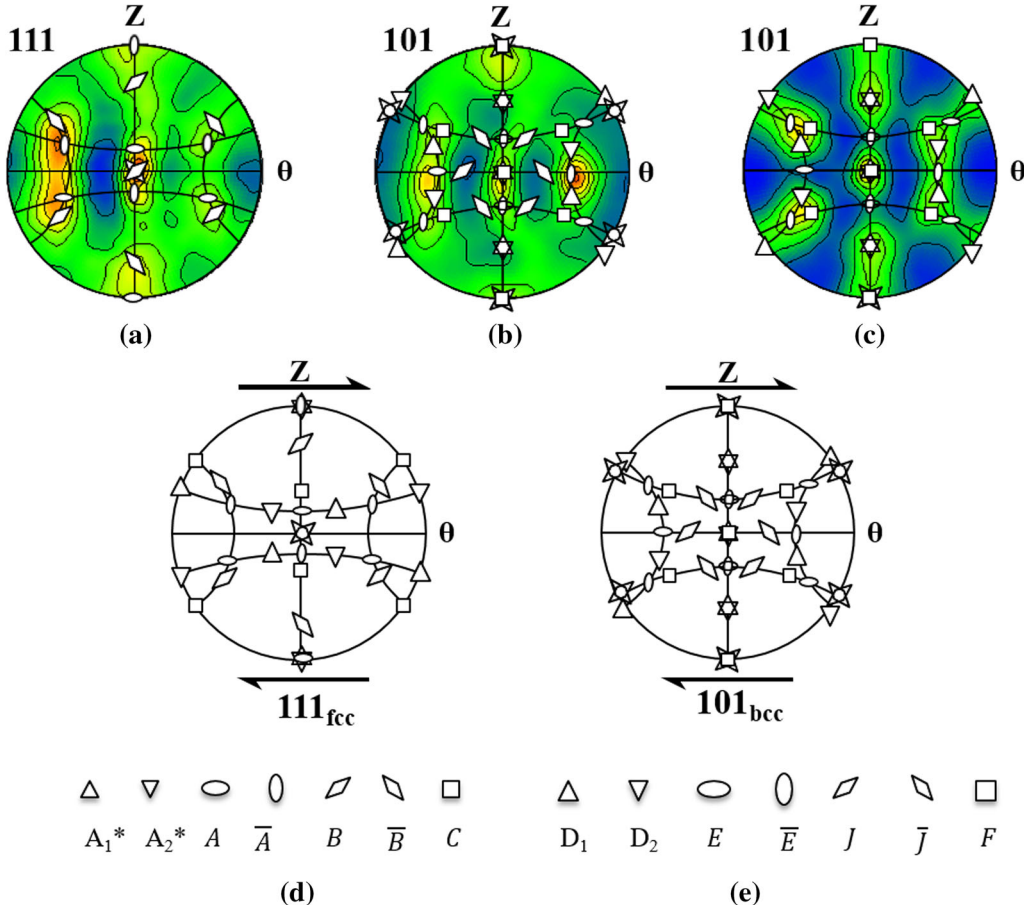 Z Z Z
111 101 101
θ θ θ
(a) (b) (c)
Z Z
θ θ
111fcc 101bcc
A₁* A₂* A A̅ B B̅ C D₁ D₂ E E̅ J J̅ F
(d) (e)